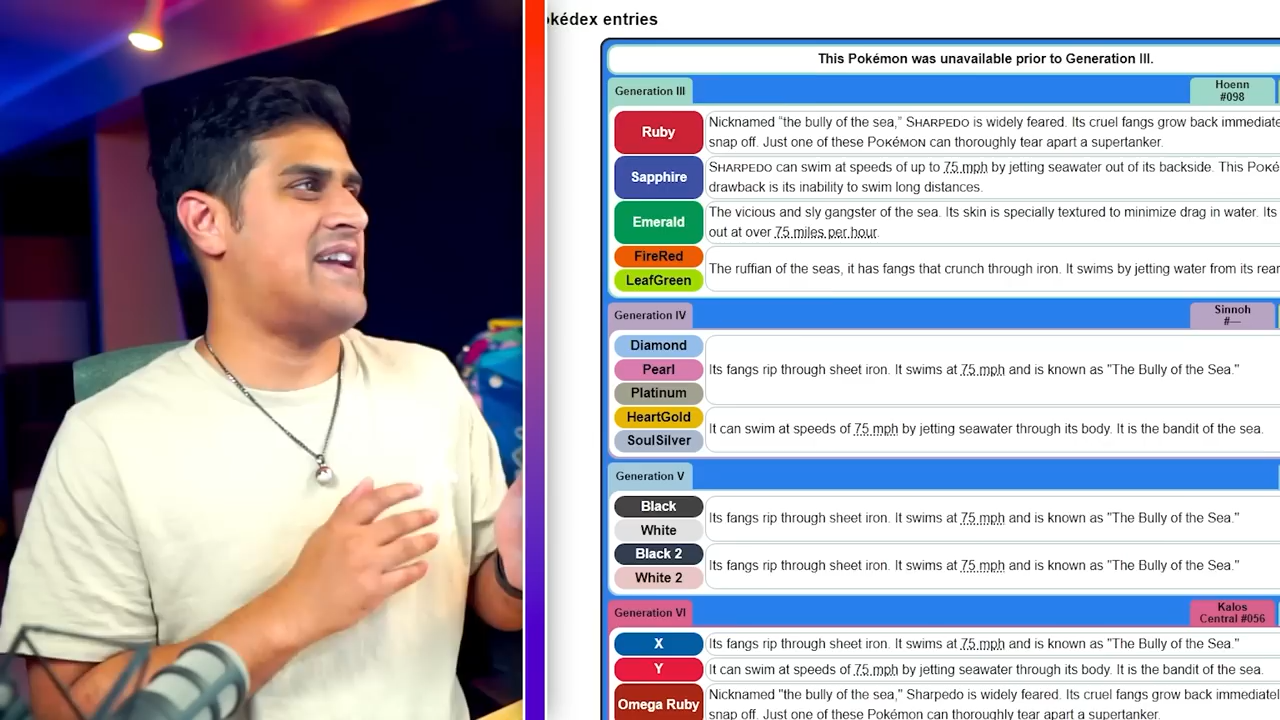 okédex entries
This Pokémon was unavailable prior to Generation III.
Generation III
Hoenn
#098
Ruby
Nicknamed “the bully of the sea,” SHARPEDO is widely feared. Its cruel fangs grow back immediate
snap off. Just one of these POKÉMON can thoroughly tear apart a supertanker.
Sapphire
SHARPEDO can swim at speeds of up to 75 mph by jetting seawater out of its backside. This POKÉ
drawback is its inability to swim long distances.
Emerald
The vicious and sly gangster of the sea. Its skin is specially textured to minimize drag in water. Its
out at over 75 miles per hour.
FireRed
LeafGreen
The ruffian of the seas, it has fangs that crunch through iron. It swims by jetting water from its rear
Generation IV
Sinnoh
#—
Diamond
Pearl
Platinum
Its fangs rip through sheet iron. It swims at 75 mph and is known as "The Bully of the Sea."
HeartGold
SoulSilver
It can swim at speeds of 75 mph by jetting seawater through its body. It is the bandit of the sea.
Generation V
Black
White
Its fangs rip through sheet iron. It swims at 75 mph and is known as "The Bully of the Sea."
Black 2
White 2
Its fangs rip through sheet iron. It swims at 75 mph and is known as "The Bully of the Sea."
Generation VI
Kalos
Central #056
X
Its fangs rip through sheet iron. It swims at 75 mph and is known as "The Bully of the Sea."
Y
It can swim at speeds of 75 mph by jetting seawater through its body. It is the bandit of the sea.
Omega Ruby
Nicknamed "the bully of the sea," Sharpedo is widely feared. Its cruel fangs grow back immediate
snap off. Just one of these Pokémon can thoroughly tear apart a supertanker.